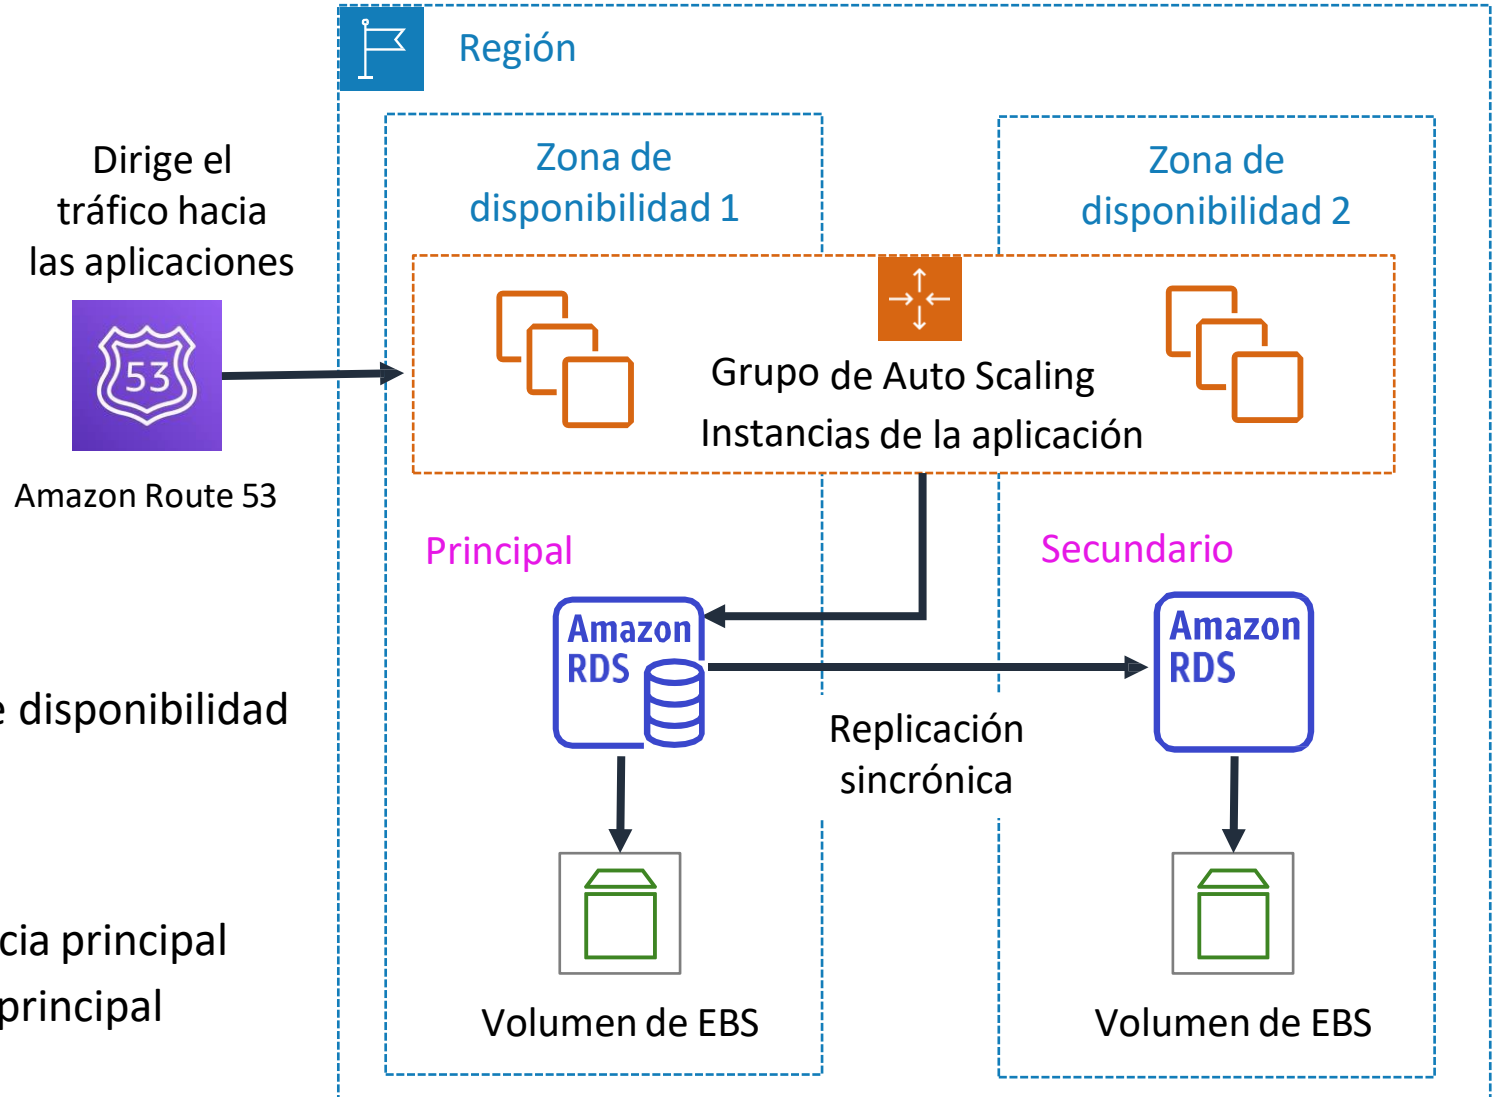 Región
Dirige el
tráfico hacia
las aplicaciones
53
Amazon Route 53
Zona de
disponibilidad 1
Zona de
disponibilidad 2
Grupo de Auto Scaling
Instancias de la aplicación
Principal
Secundario
Amazon
RDS
Amazon
RDS
Replicación
sincrónica
Volumen de EBS
Volumen de EBS
e disponibilidad
cia principal
principal